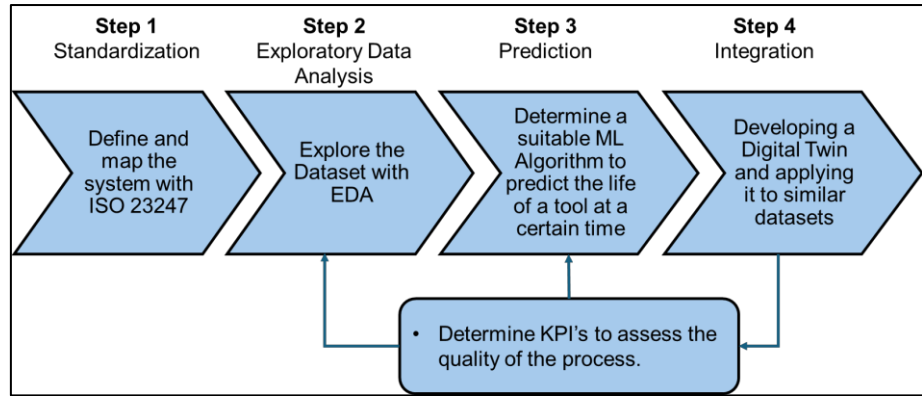 Step 1
Standardization
Step 2
Exploratory Data
Analysis
Step 3
Prediction
Step 4
Integration
Define and
map the
system with
ISO 23247
Explore the
Dataset with
EDA
Determine a
suitable ML
Algorithm to
predict the life
of a tool at a
certain time
Developing a
Digital Twin
and applying
it to similar
datasets
• Determine KPI's to assess the
quality of the process.